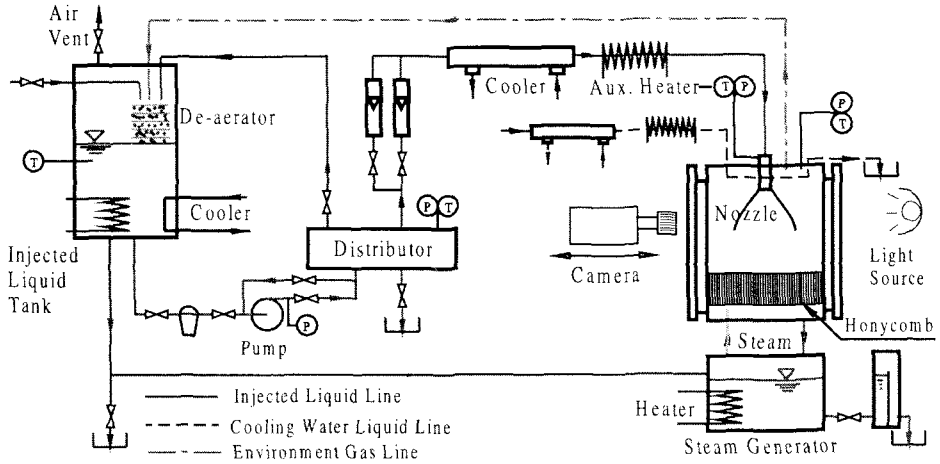 Air
Vent
De-aerator
T
Cooler
Injected
Liquid
Tank
Pump
P
Distributor
P T
Cooler
Aux. Heater
T P
P
T
Nozzle
Camera
Light
Source
Honycomb
Steam
Heater
Steam Generator
Injected Liquid Line
Cooling Water Liquid Line
Environment Gas Line